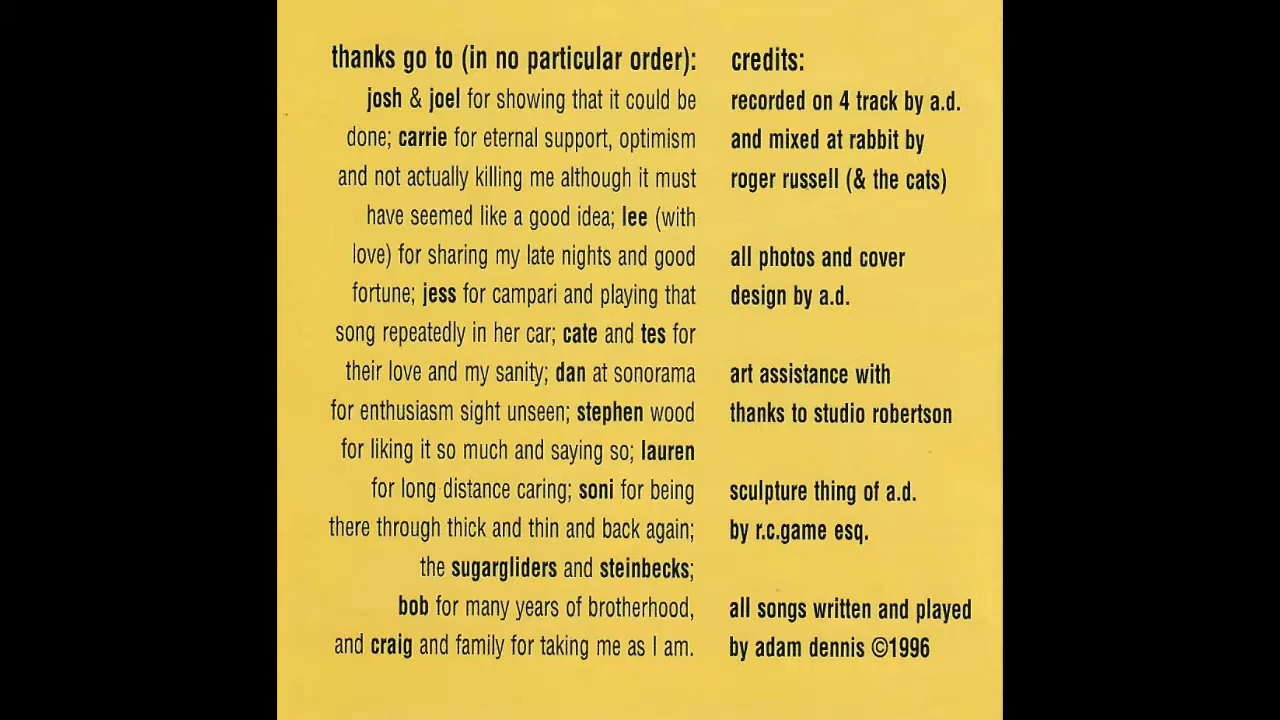 thanks go to (in no particular order):
josh & joel for showing that it could be
done; carrie for eternal support, optimism
and not actually killing me although it must
have seemed like a good idea; lee (with
love) for sharing my late nights and good
fortune; jess for campari and playing that
song repeatedly in her car; cate and tes for
their love and my sanity; dan at sonorama
for enthusiasm sight unseen; stephen wood
for liking it so much and saying so; lauren
for long distance caring; soni for being
there through thick and thin and back again;
the sugargliders and steinbecks;
bob for many years of brotherhood,
and craig and family for taking me as I am.
credits:
recorded on 4 track by a.d.
and mixed at rabbit by
roger russell (& the cats)
all photos and cover
design by a.d.
art assistance with
thanks to studio robertson
sculpture thing of a.d.
by r.c.game esq.
all songs written and played
by adam dennis ©1996